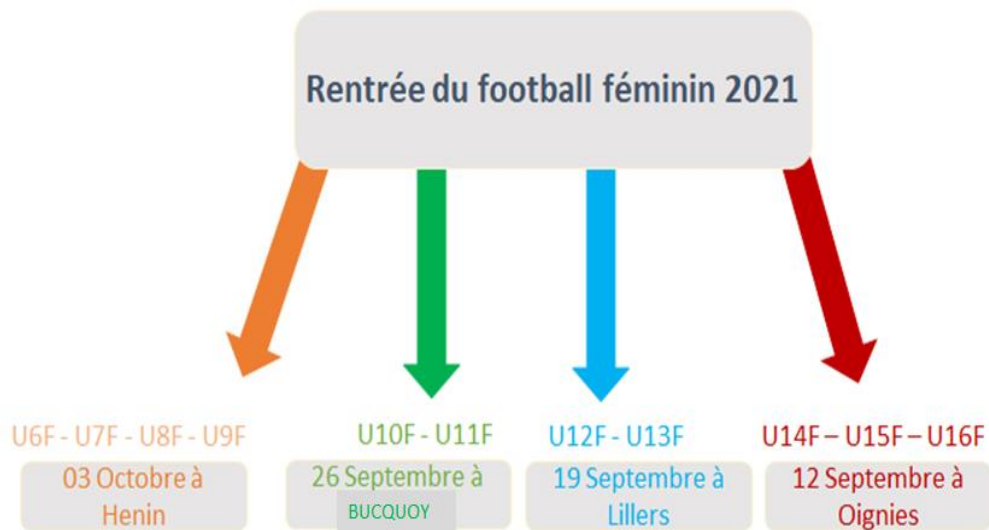 Rentrée du football féminin 2021
U6F - U7F - U8F - U9F
03 Octobre à
Henin
U10F - U11F
26 Septembre à
BUCQUOY
U12F - U13F
19 Septembre à
Lillers
U14F – U15F – U16F
12 Septembre à
Oignies